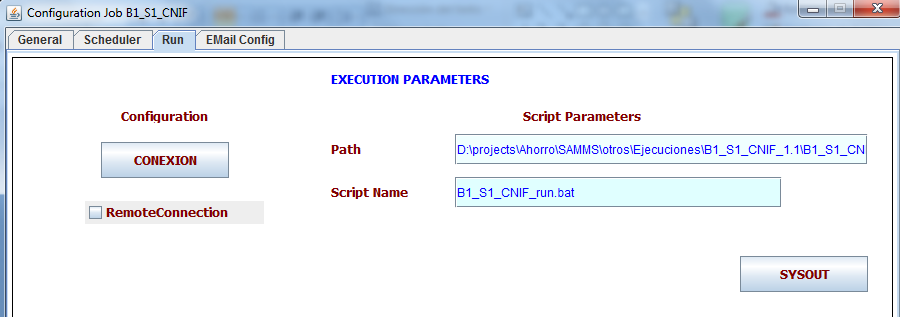 Configuration Job B1_S1_CNIF
General Scheduler Run EMail Config
EXECUTION PARAMETERS
Configuration Script Parameters
CONEXION
Path D:\projects\Ahorro\SAMMS\otros\Ejecuciones\B1_S1_CNIF_1.1\B1_S1_CNI
RemoteConnection
Script Name B1_S1_CNIF_run.bat
SYSOUT